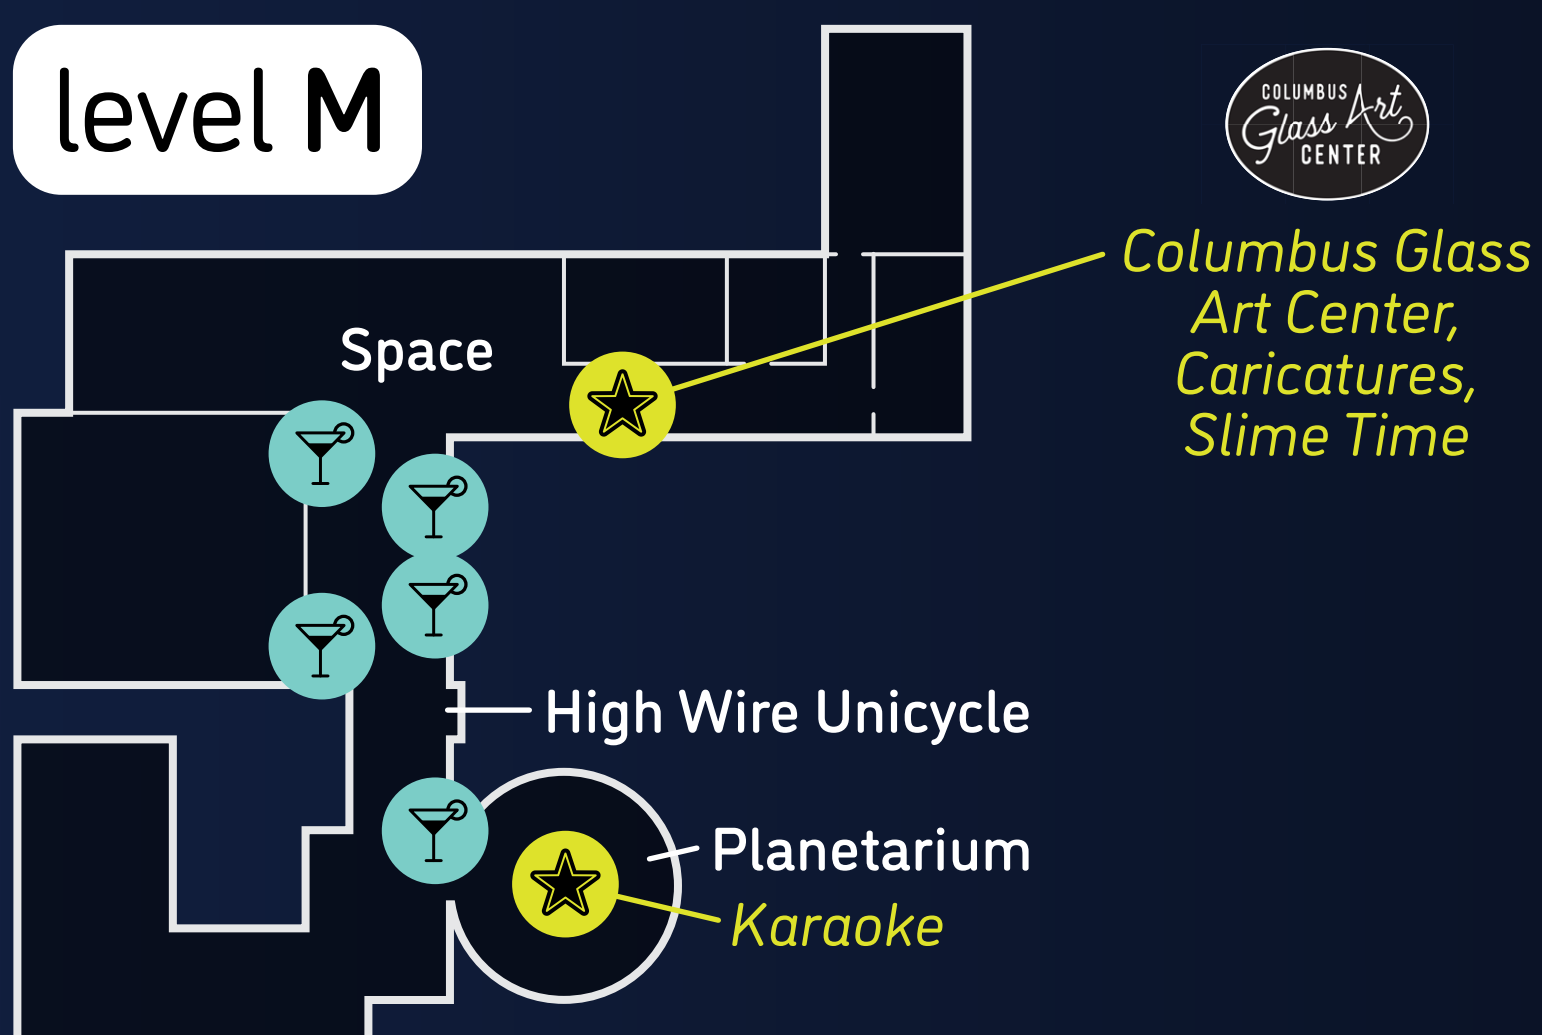 level M
COLUMBUS
Glass Art
CENTER
Columbus Glass
Art Center,
Caricatures,
Slime Time
Space
High Wire Unicycle
Planetarium
Karaoke